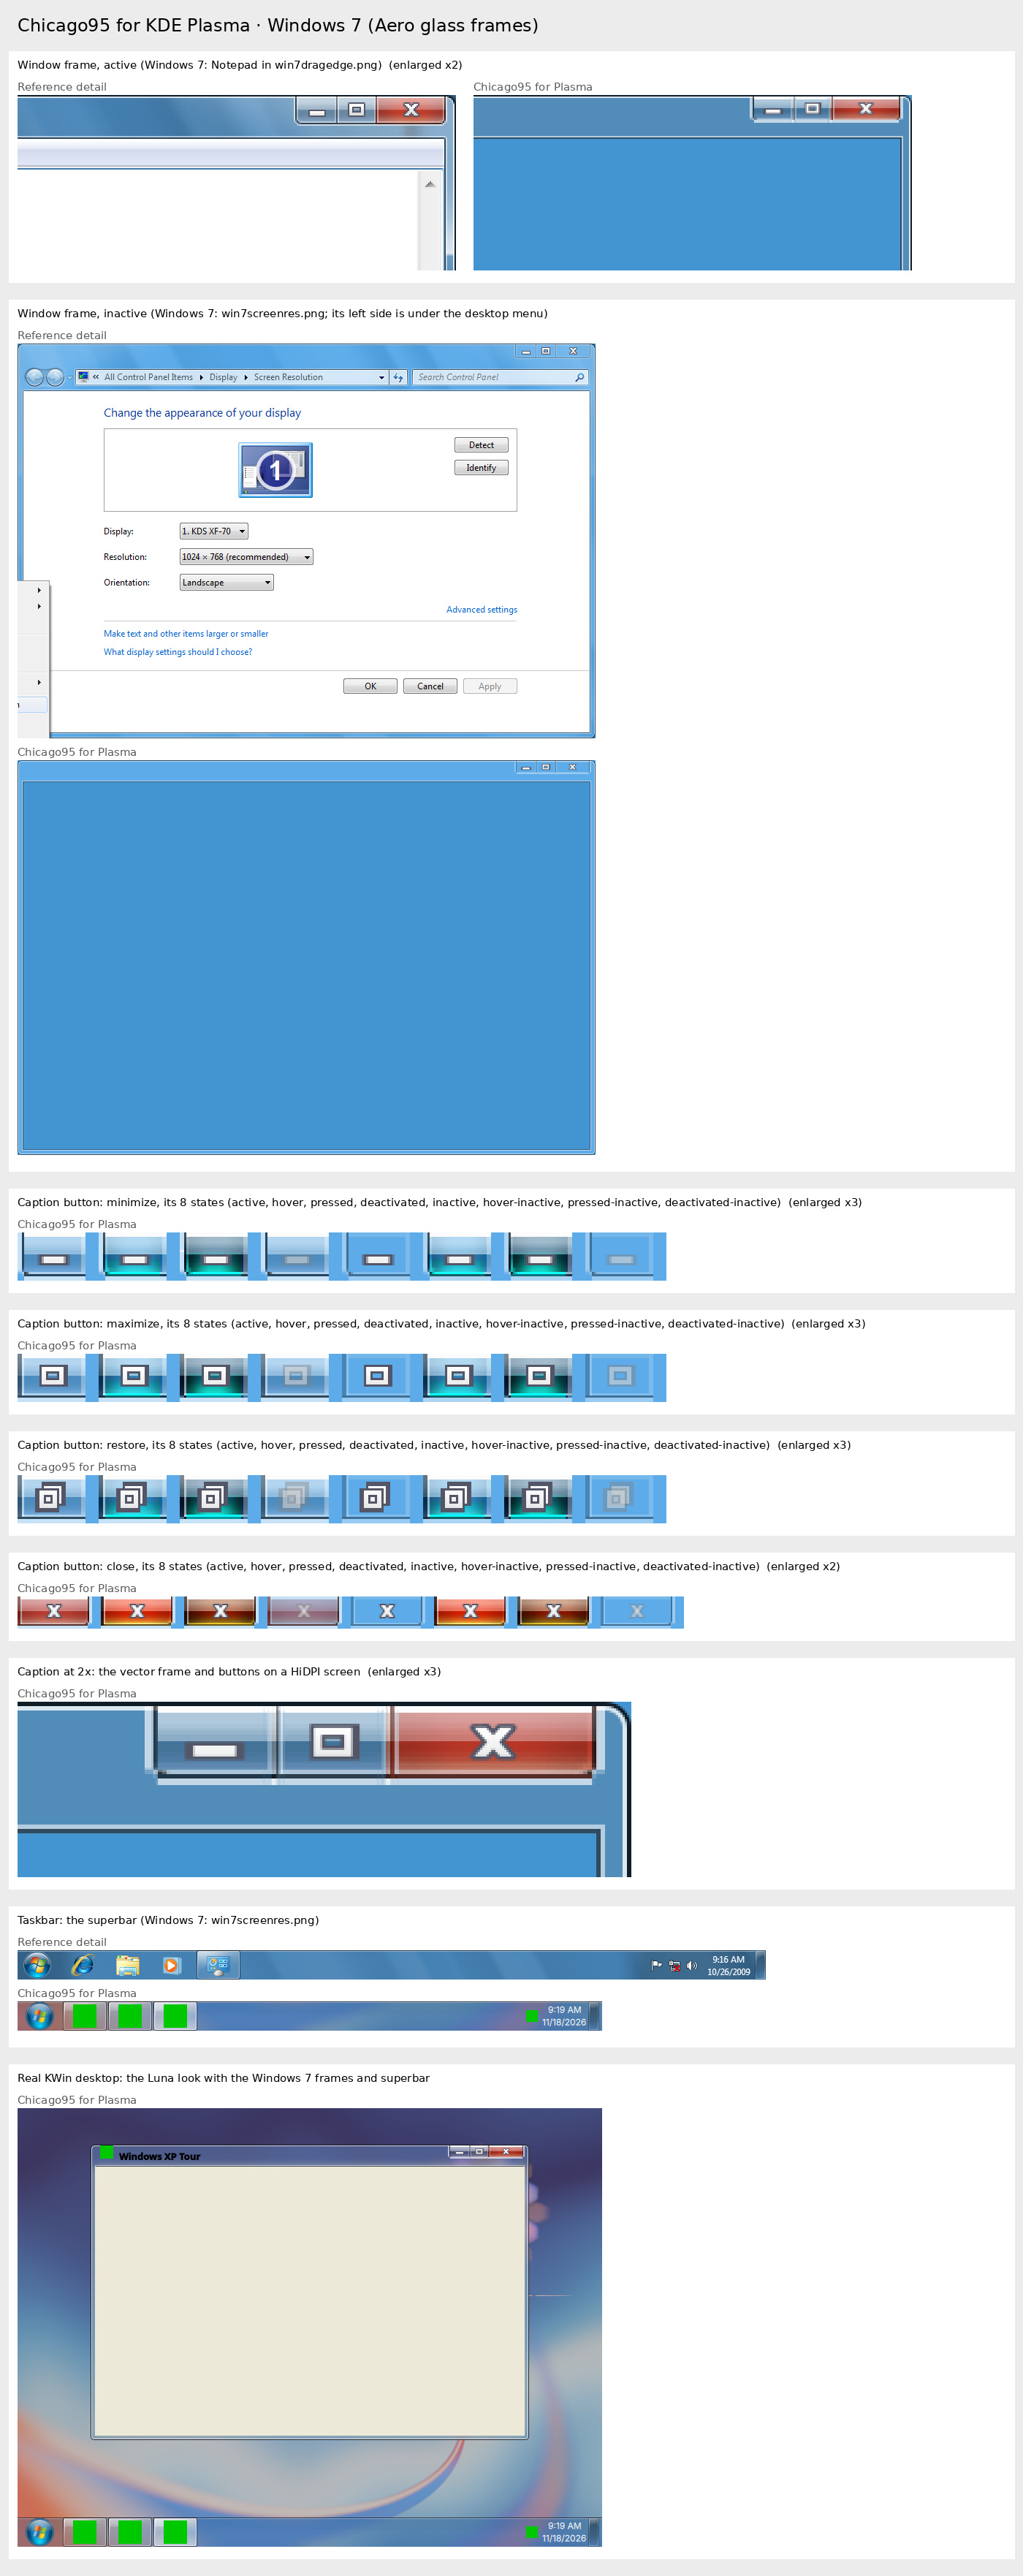 Chicago95 for KDE Plasma · Windows 7 (Aero glass frames)
Window frame, active (Windows 7: Notepad in win7dragedge.png) (enlarged x2)
Reference detail
Chicago95 for Plasma
Window frame, inactive (Windows 7: win7screenres.png; its left side is under the desktop menu)
Reference detail
« All Control Panel Items Display Screen Resolution
Search Control Panel
Change the appearance of your display
1
Detect
Identify
Display: 1. KDS XF-70
Resolution: 1024 × 768 (recommended)
Orientation: Landscape
Advanced settings
Make text and other items larger or smaller
What display settings should I choose?
OK Cancel Apply
Chicago95 for Plasma
Caption button: minimize, its 8 states (active, hover, pressed, deactivated, inactive, hover-inactive, pressed-inactive, deactivated-inactive) (enlarged x3)
Chicago95 for Plasma
Caption button: maximize, its 8 states (active, hover, pressed, deactivated, inactive, hover-inactive, pressed-inactive, deactivated-inactive) (enlarged x3)
Chicago95 for Plasma
Caption button: restore, its 8 states (active, hover, pressed, deactivated, inactive, hover-inactive, pressed-inactive, deactivated-inactive) (enlarged x3)
Chicago95 for Plasma
Caption button: close, its 8 states (active, hover, pressed, deactivated, inactive, hover-inactive, pressed-inactive, deactivated-inactive) (enlarged x2)
Chicago95 for Plasma
Caption at 2x: the vector frame and buttons on a HiDPI screen (enlarged x3)
Chicago95 for Plasma
Taskbar: the superbar (Windows 7: win7screenres.png)
Reference detail
9:16 AM
10/26/2009
Chicago95 for Plasma
9:19 AM
11/18/2026
Real KWin desktop: the Luna look with the Windows 7 frames and superbar
Chicago95 for Plasma
Windows XP Tour
9:19 AM
11/18/2026